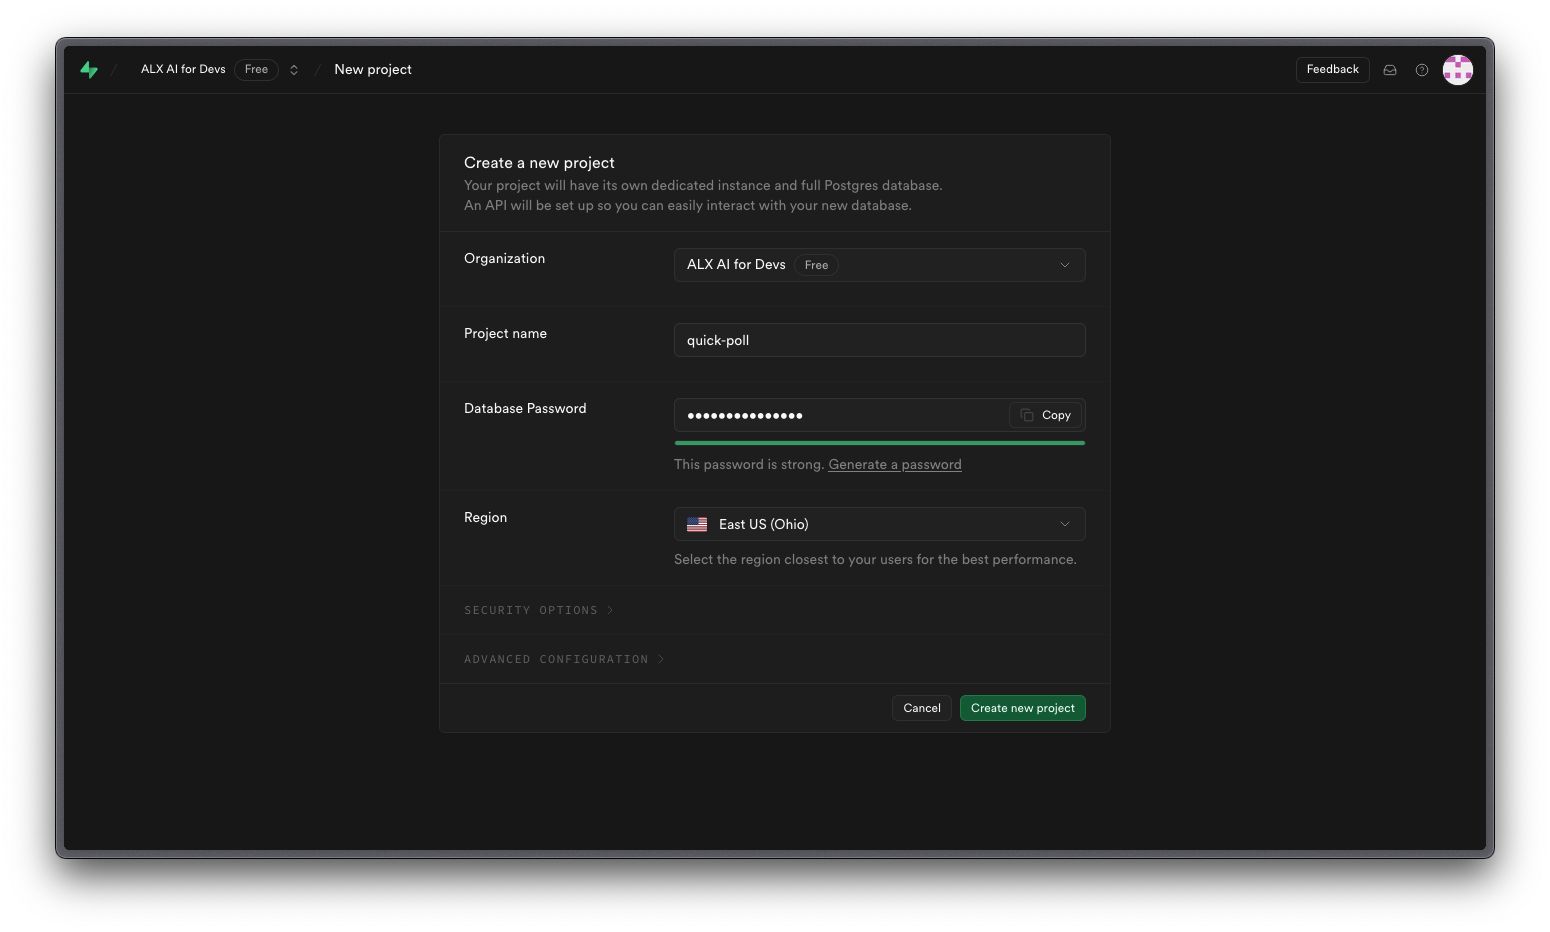 ALX AI for Devs Free New project Feedback
Create a new project
Your project will have its own dedicated instance and full Postgres database.
An API will be set up so you can easily interact with your new database.
Organization
ALX AI for Devs Free
Project name
quick-poll
Database Password
••••••••••••••• Copy
This password is strong. Generate a password
Region
East US (Ohio)
Select the region closest to your users for the best performance.
SECURITY OPTIONS
ADVANCED CONFIGURATION
Cancel Create new project